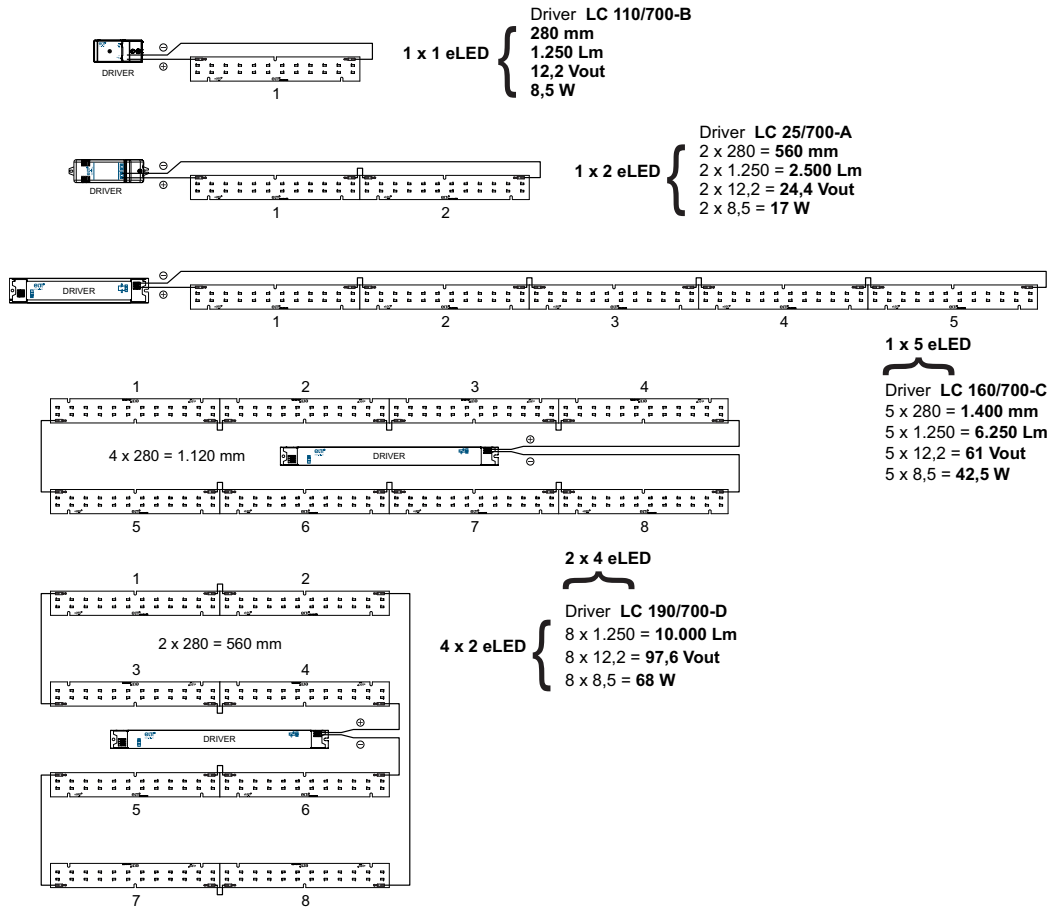 Driver LC 110/700-B
280 mm
1 x 1 eLED
1.250 Lm
12,2 Vout
8,5 W
DRIVER
1
Driver LC 25/700-A
2 x 280 = 560 mm
1 x 2 eLED
2 x 1.250 = 2.500 Lm
2 x 12,2 = 24,4 Vout
2 x 8,5 = 17 W
DRIVER
1 2
DRIVER
1 2 3 4 5
1 x 5 eLED
Driver LC 160/700-C
5 x 280 = 1.400 mm
5 x 1.250 = 6.250 Lm
5 x 12,2 = 61 Vout
5 x 8,5 = 42,5 W
1 2 3 4
4 x 280 = 1.120 mm
DRIVER
5 6 7 8
2 x 4 eLED
Driver LC 190/700-D
4 x 2 eLED
8 x 1.250 = 10.000 Lm
8 x 12,2 = 97,6 Vout
8 x 8,5 = 68 W
1 2
2 x 280 = 560 mm
3 4
DRIVER
5 6
7 8